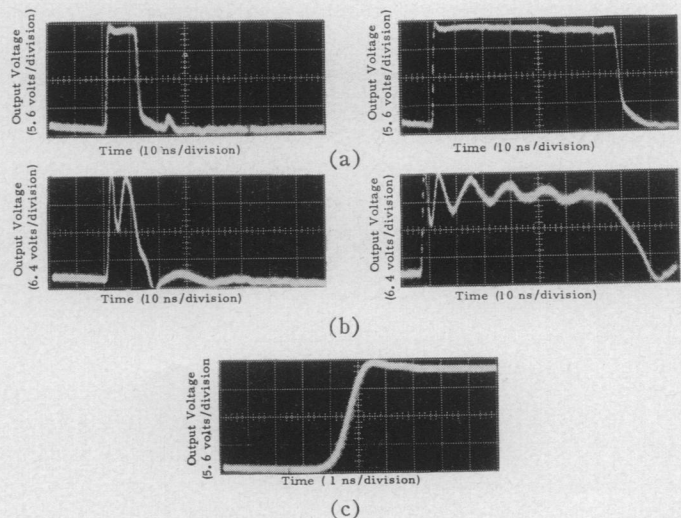 Output Voltage
(5.6 volts/division)
Time (10 ns/division)
Output Voltage
(5.6 volts/division)
Time (10 ns/division)
(a)
Output Voltage
(6.4 volts/division)
Time (10 ns/division)
Output Voltage
(6.4 volts/division)
Time (10 ns/division)
(b)
Output Voltage
(5.6 volts/division
Time ( 1 ns/division)
(c)